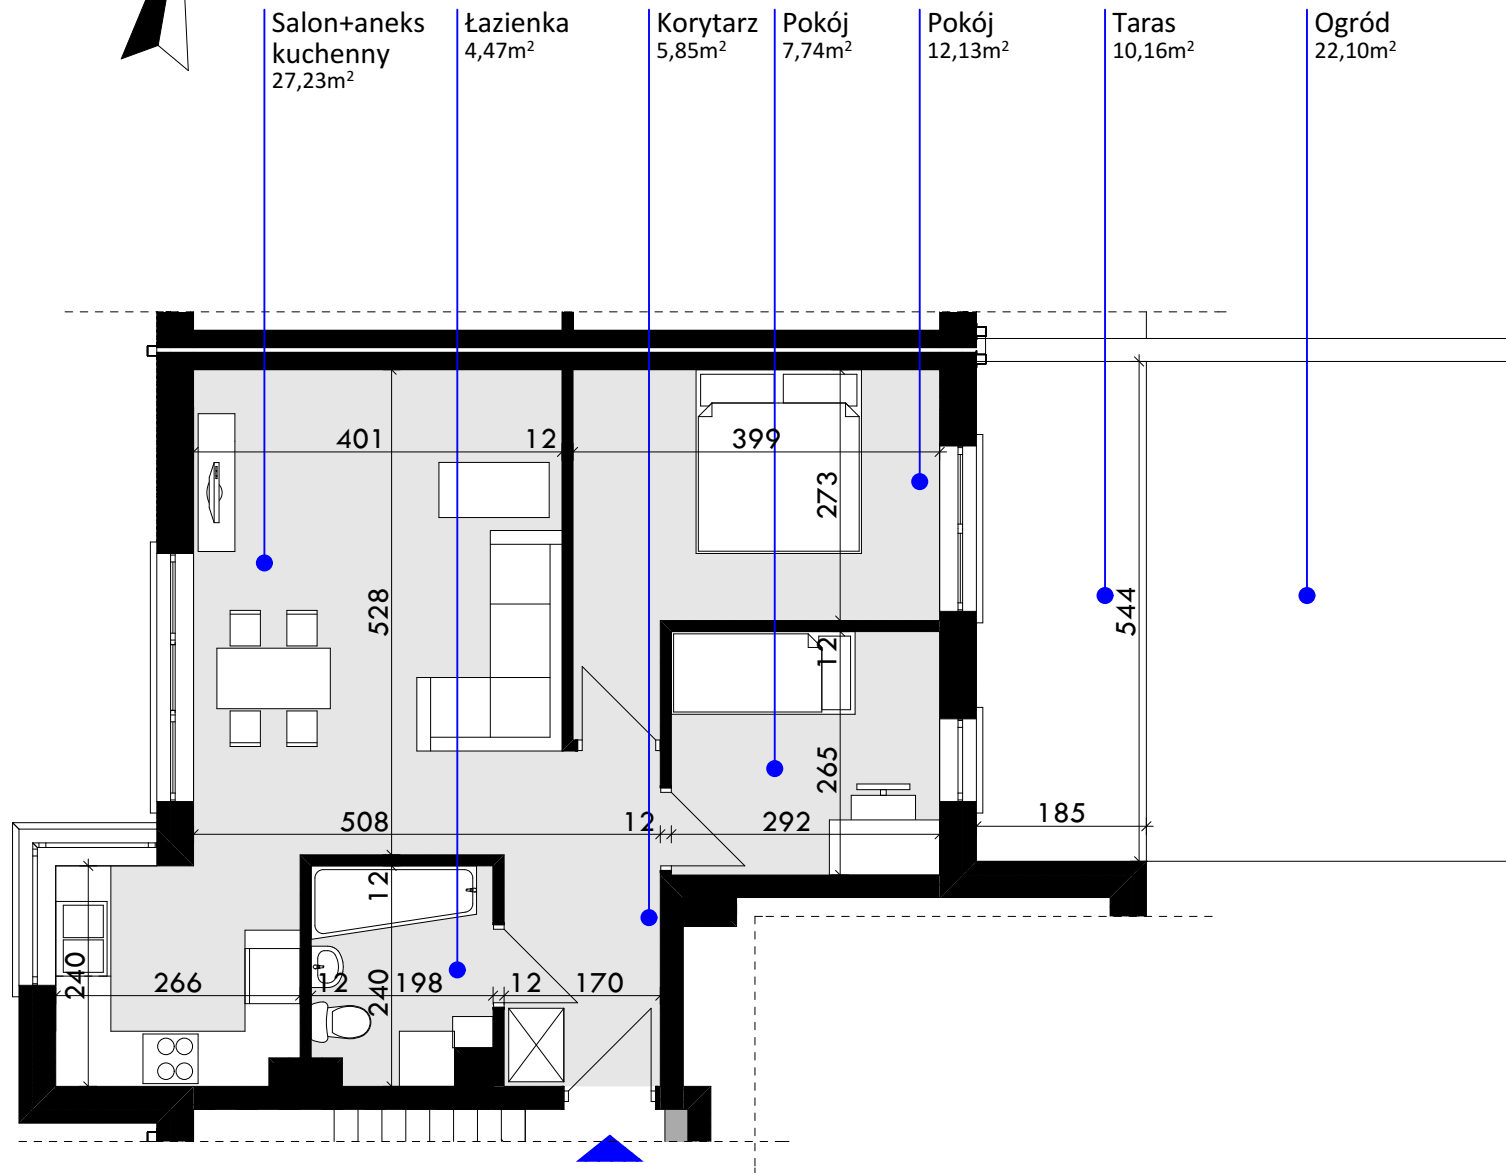 Salon+aneks
kuchenny
27,23m²
Łazienka
4,47m²
Korytarz
5,85m²
Pokój
7,74m²
Pokój
12,13m²
Taras
10,16m²
Ogród
22,10m²
401
12
399
273
528
12
544
265
508
12
292
185
12
240
266
12
240
198
12
170